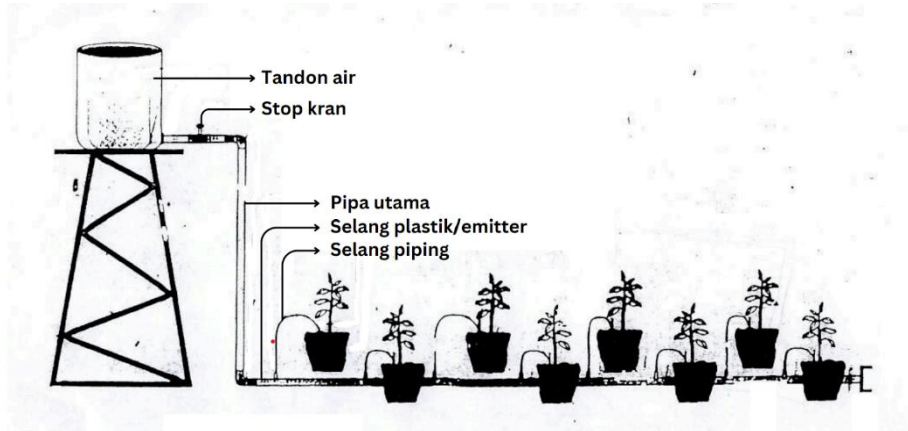 Tandon air
Stop kran
Pipa utama
Selang plastik/emitter
Selang piping